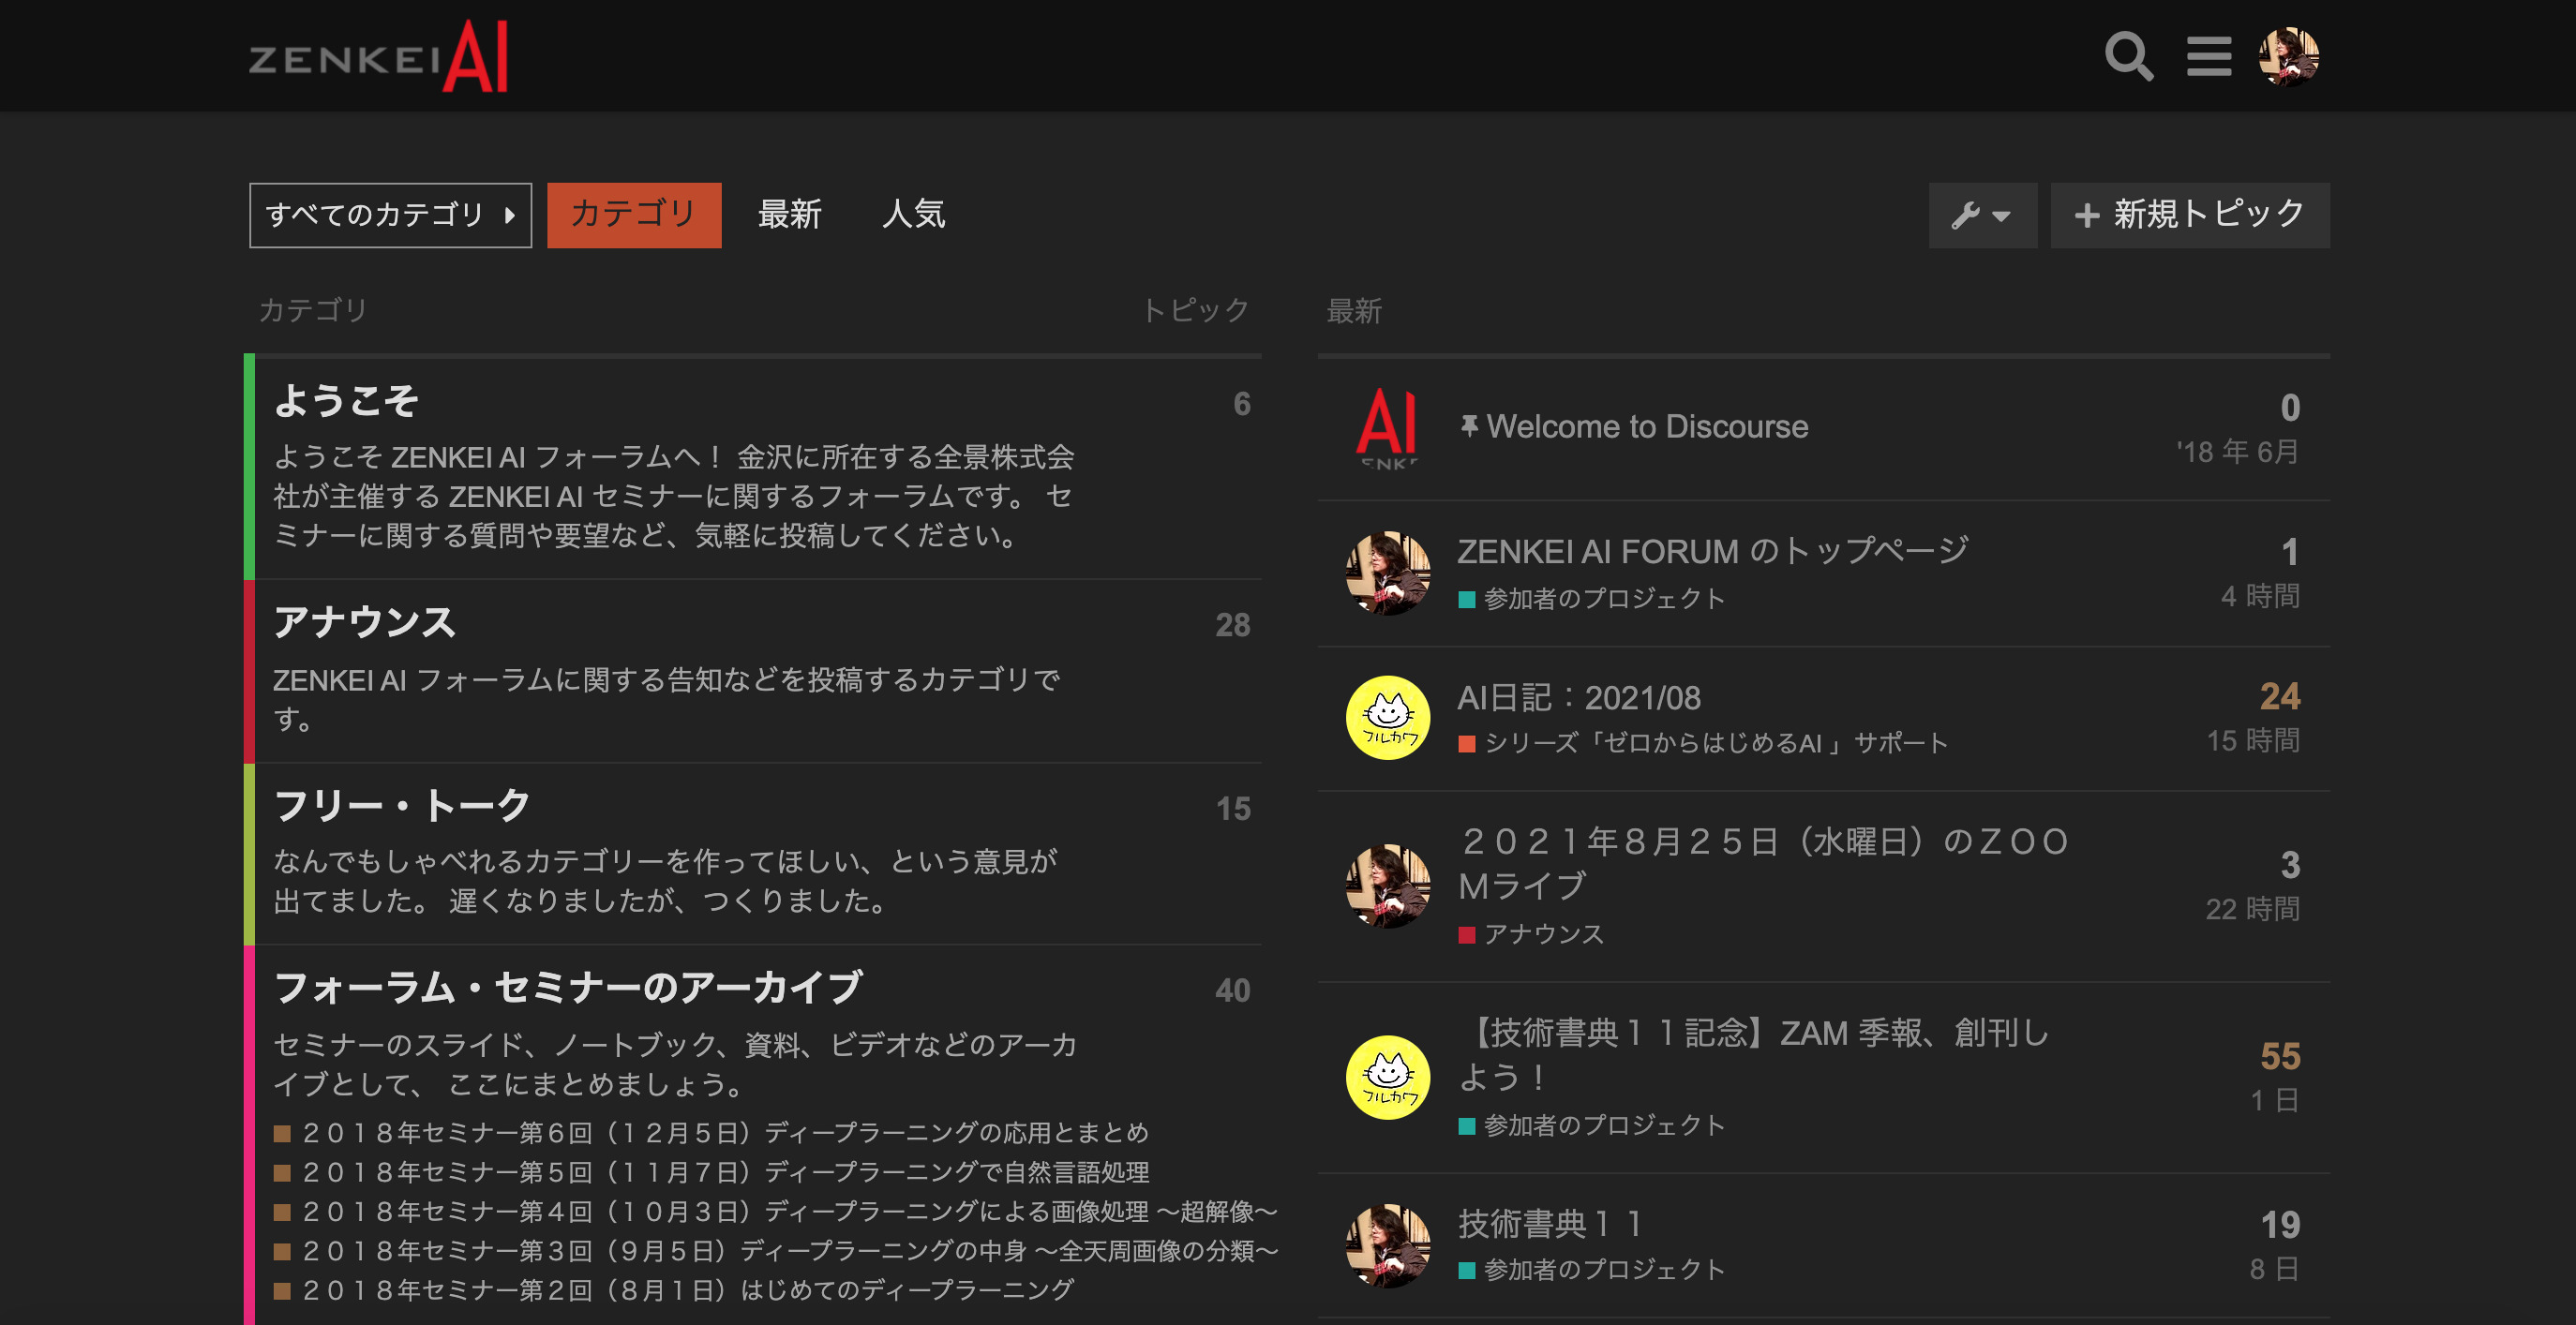 ZENKEI AI
すべてのカテゴリ
カテゴリ
最新
人気
新規トピック
カテゴリ
トピック
ようこそ
6
ようこそ ZENKEI AI フォーラムへ！ 金沢に所在する全景株式会
社が主催する ZENKEI AI セミナーに関するフォーラムです。 セ
ミナーに関する質問や要望など、気軽に投稿してください。
アナウンス
28
ZENKEI AI フォーラムに関する告知などを投稿するカテゴリで
す。
フリー・トーク
15
なんでもしゃべれるカテゴリーを作ってほしい、という意見が
出てました。 遅くなりましたが、つくりました。
フォーラム・セミナーのアーカイブ
40
セミナーのスライド、ノートブック、資料、ビデオなどのアーカ
イブとして、 ここにまとめましょう。
２０１８年セミナー第６回（１２月５日）ディープラーニングの応用とまとめ
２０１８年セミナー第５回（１１月７日）ディープラーニングで自然言語処理
２０１８年セミナー第４回（１０月３日）ディープラーニングによる画像処理 〜超解像〜
２０１８年セミナー第３回（９月５日）ディープラーニングの中身 〜全天周画像の分類〜
２０１８年セミナー第２回（８月１日）はじめてのディープラーニング
最新
AI
Welcome to Discourse
0
'18 年 6月
ZENKEI AI FORUM のトップページ
1
参加者のプロジェクト
4 時間
フルカワ
AI日記：2021/08
24
シリーズ「ゼロからはじめるAI 」サポート
15 時間
２０２１年８月２５日（水曜日）のＺＯＯ
Ｍライブ
3
22 時間
アナウンス
フルカワ
【技術書典１１記念】ZAM 季報、創刊し
よう！
55
1 日
参加者のプロジェクト
技術書典１１
19
参加者のプロジェクト
8 日